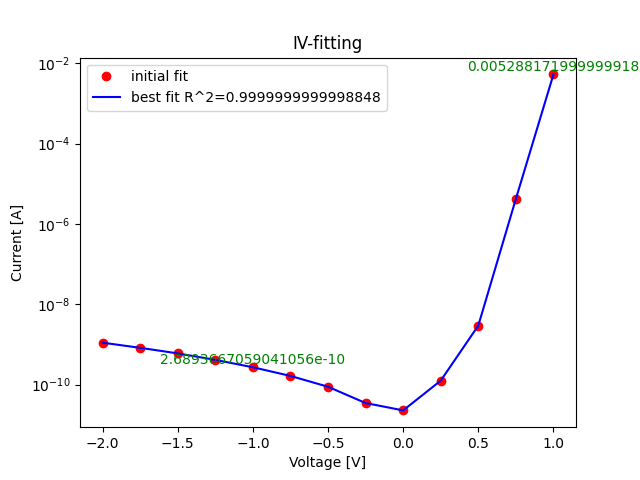 IV-fitting
initial fit
best fit R^2=0.9999999999998848
0.005288171999999918
2.6893667059041056e-10
Current [A]
10⁻²
10⁻⁴
10⁻⁶
10⁻⁸
10⁻¹⁰
−2.0 −1.5 −1.0 −0.5 0.0 0.5 1.0
Voltage [V]